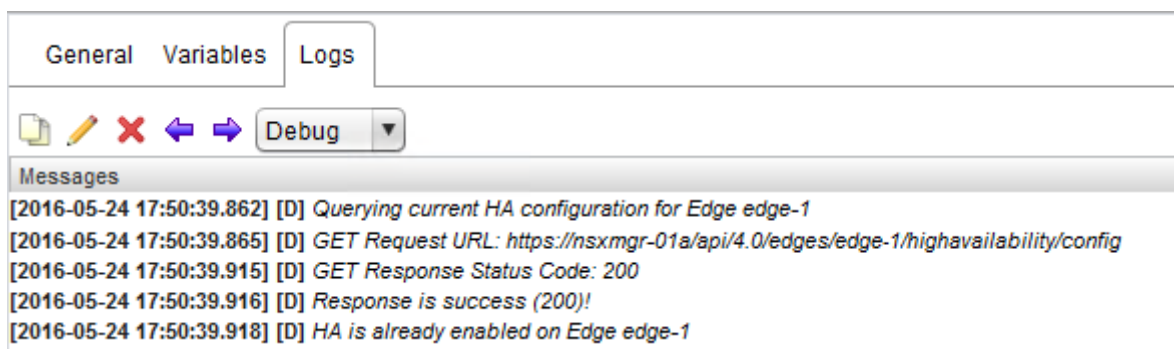 General Variables Logs
Debug
Messages
[2016-05-24 17:50:39.862] [D] Querying current HA configuration for Edge edge-1
[2016-05-24 17:50:39.865] [D] GET Request URL: https://nsxmgr-01a/api/4.0/edges/edge-1/highavailability/config
[2016-05-24 17:50:39.915] [D] GET Response Status Code: 200
[2016-05-24 17:50:39.916] [D] Response is success (200)!
[2016-05-24 17:50:39.918] [D] HA is already enabled on Edge edge-1